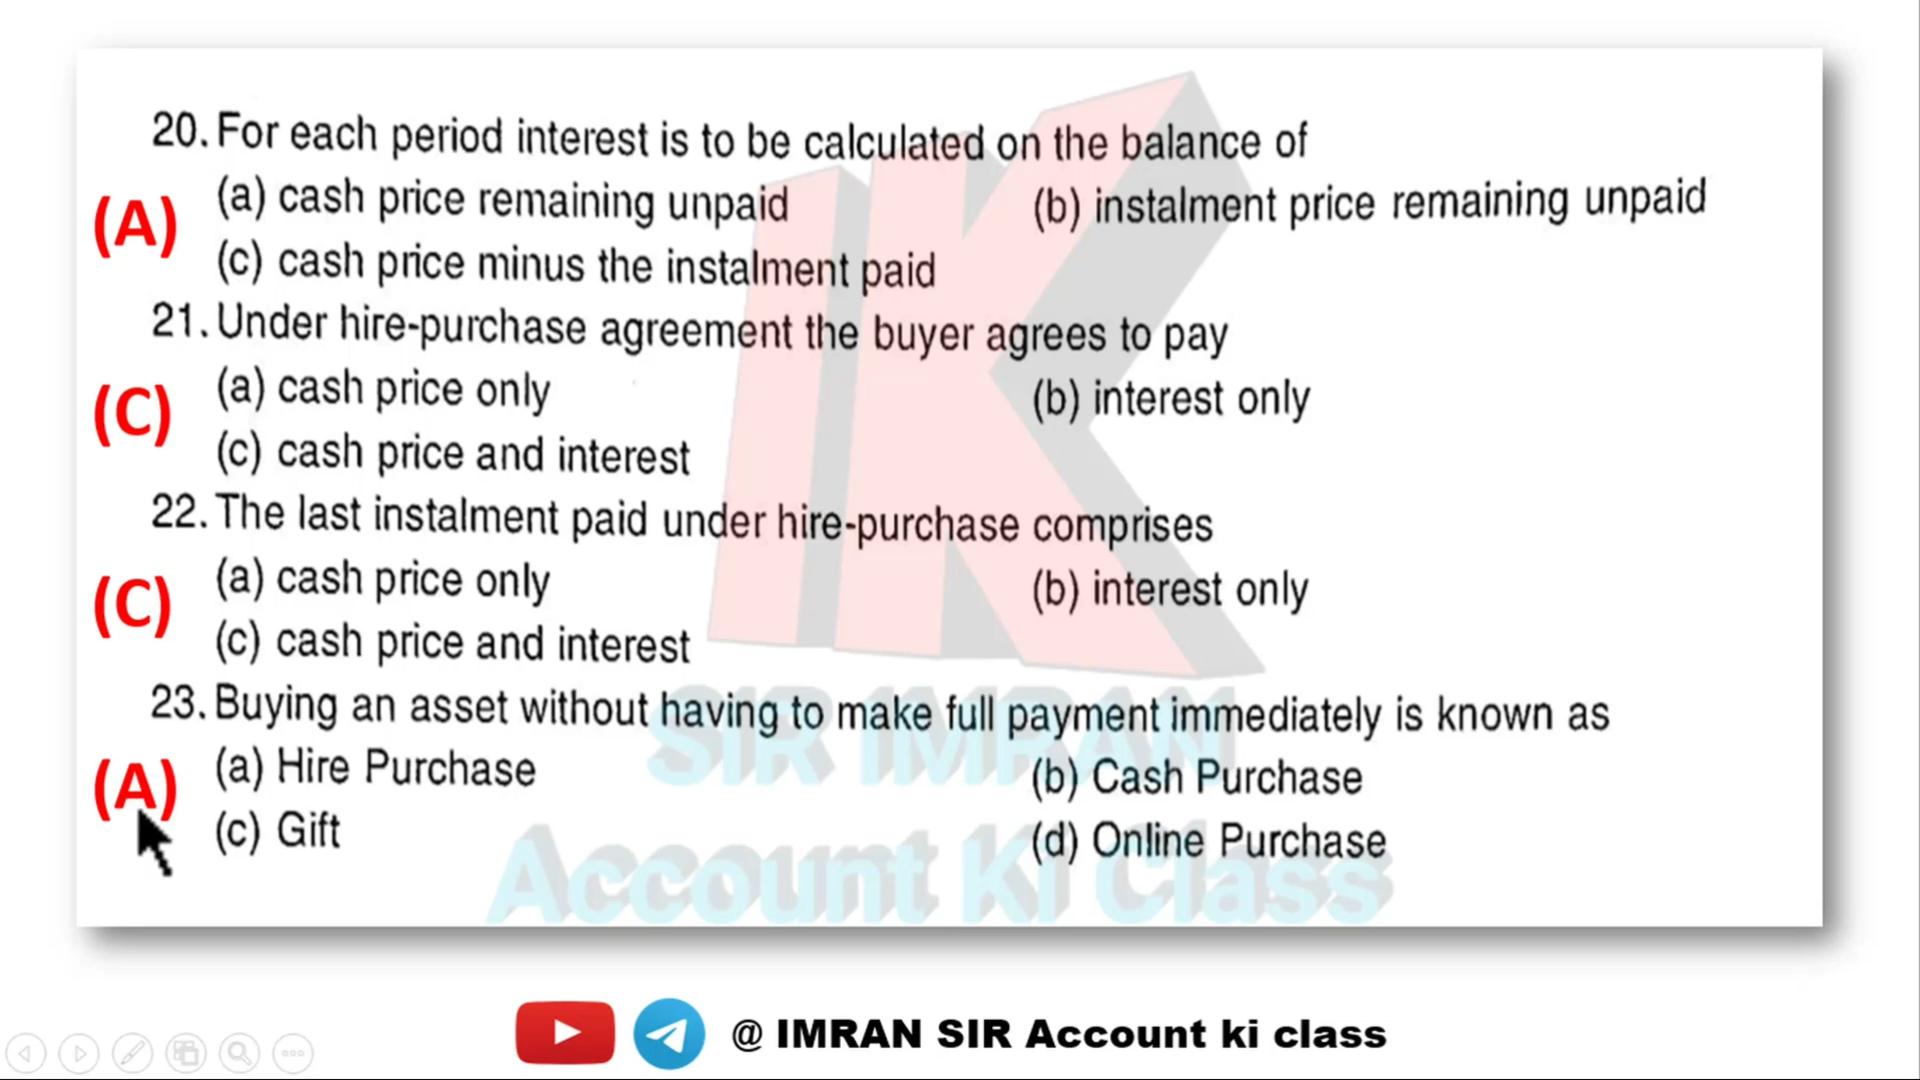 20. For each period interest is to be calculated on the balance of
(A) (a) cash price remaining unpaid (b) instalment price remaining unpaid
(c) cash price minus the instalment paid
21. Under hire-purchase agreement the buyer agrees to pay
(C) (a) cash price only (b) interest only
(c) cash price and interest
22. The last instalment paid under hire-purchase comprises
(C) (a) cash price only (b) interest only
(c) cash price and interest
23. Buying an asset without having to make full payment immediately is known as
(A) (a) Hire Purchase (b) Cash Purchase
(c) Gift (d) Online Purchase
IK
SIR IMRAN
Account Ki Class
@ IMRAN SIR Account ki class